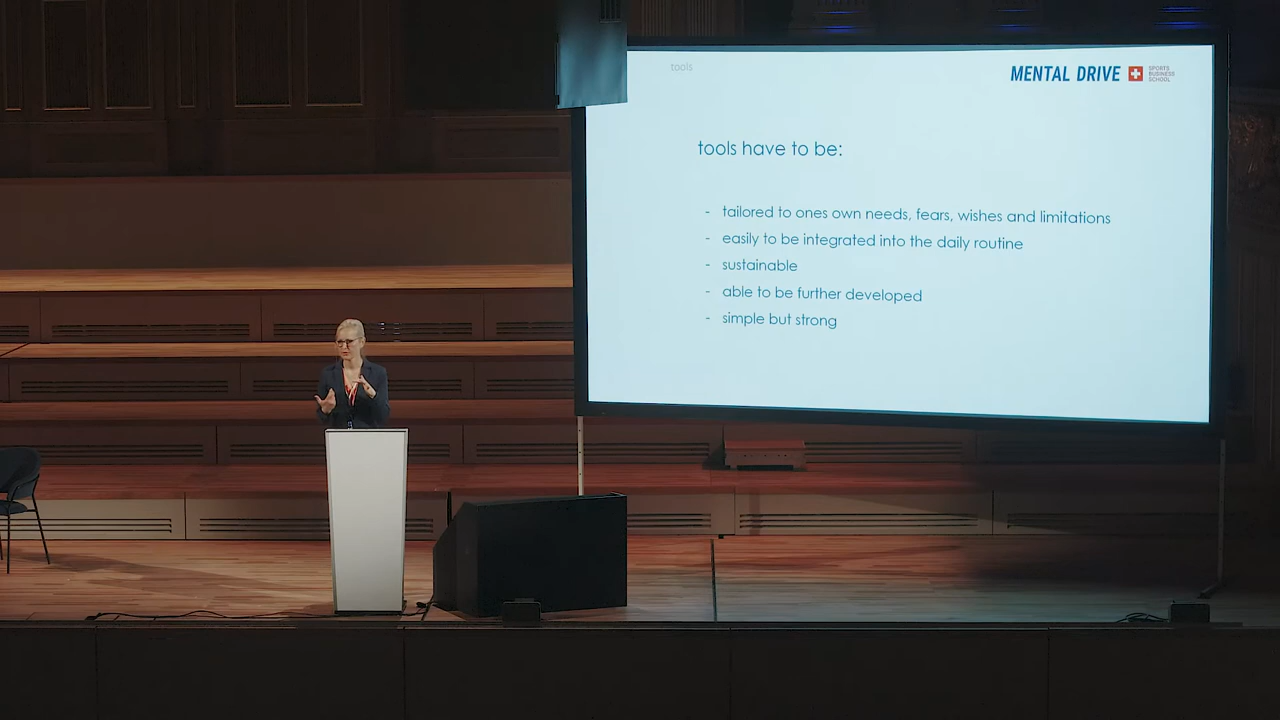 tools
MENTAL DRIVE
SPORTS
BUSINESS
SCHOOL
tools have to be:
- tailored to ones own needs, fears, wishes and limitations
- easily to be integrated into the daily routine
- sustainable
- able to be further developed
- simple but strong